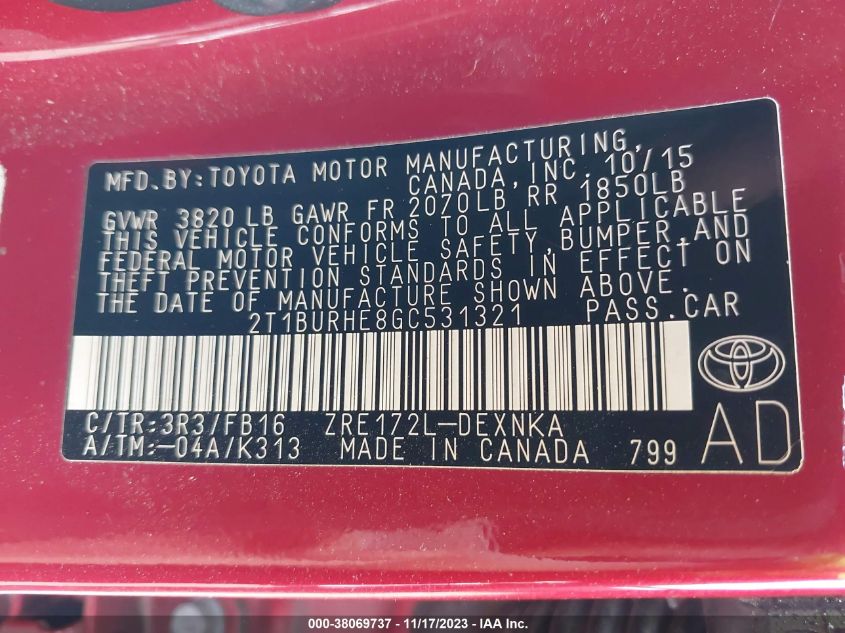 MFD.BY:TOYOTA MOTOR MANUFACTURING,
CANADA,INC. 10/15
GVWR 3820 LB GAWR FR 2070LB RR 1850LB
THIS VEHICLE CONFORMS TO ALL APPLICABLE
FEDERAL MOTOR VEHICLE SAFETY,BUMPER,AND
THEFT PREVENTION STANDARDS IN EFFECT ON
THE DATE OF MANUFACTURE SHOWN ABOVE.
2T1BURHE8GC531321 PASS.CAR
C/TR:3R3/FB16 ZRE172L-DEXNKA
A/TM:-04A/K313 MADE IN CANADA 799
AD
000-38069737 - 11/17/2023 - IAA Inc.